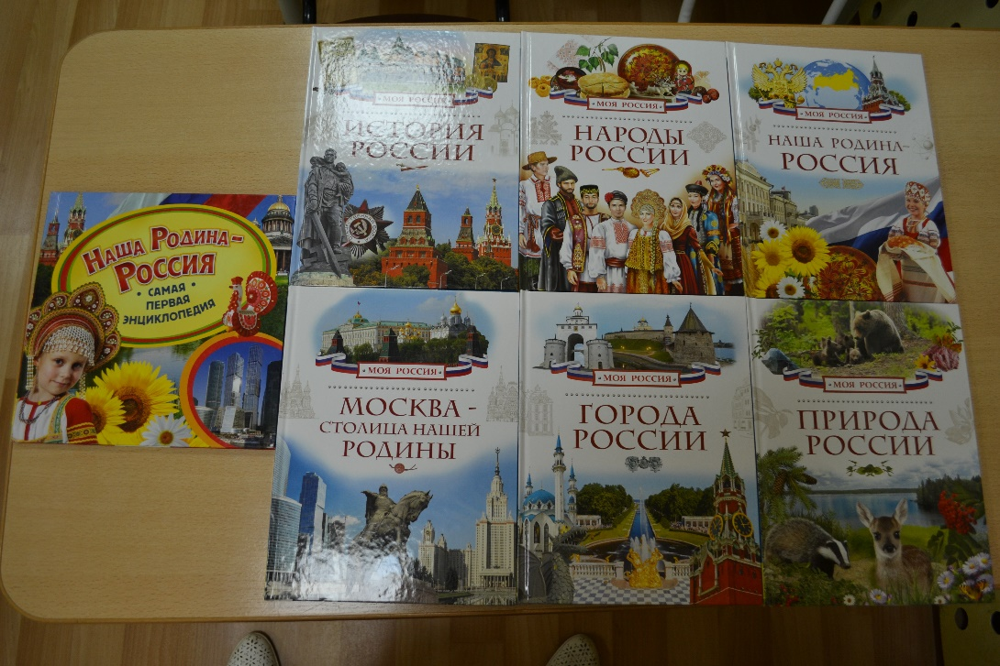 НАША РОДИНА–
РОССИЯ
• САМАЯ •
ПЕРВАЯ
ЭНЦИКЛОПЕДИЯ
МОЯ РОССИЯ
ИСТОРИЯ
РОССИИ
МОЯ РОССИЯ
НАРОДЫ
РОССИИ
МОЯ РОССИЯ
НАША РОДИНА–
РОССИЯ
МОЯ РОССИЯ
МОСКВА –
СТОЛИЦА НАШЕЙ
РОДИНЫ
МОЯ РОССИЯ
ГОРОДА
РОССИИ
МОЯ РОССИЯ
ПРИРОДА
РОССИИ